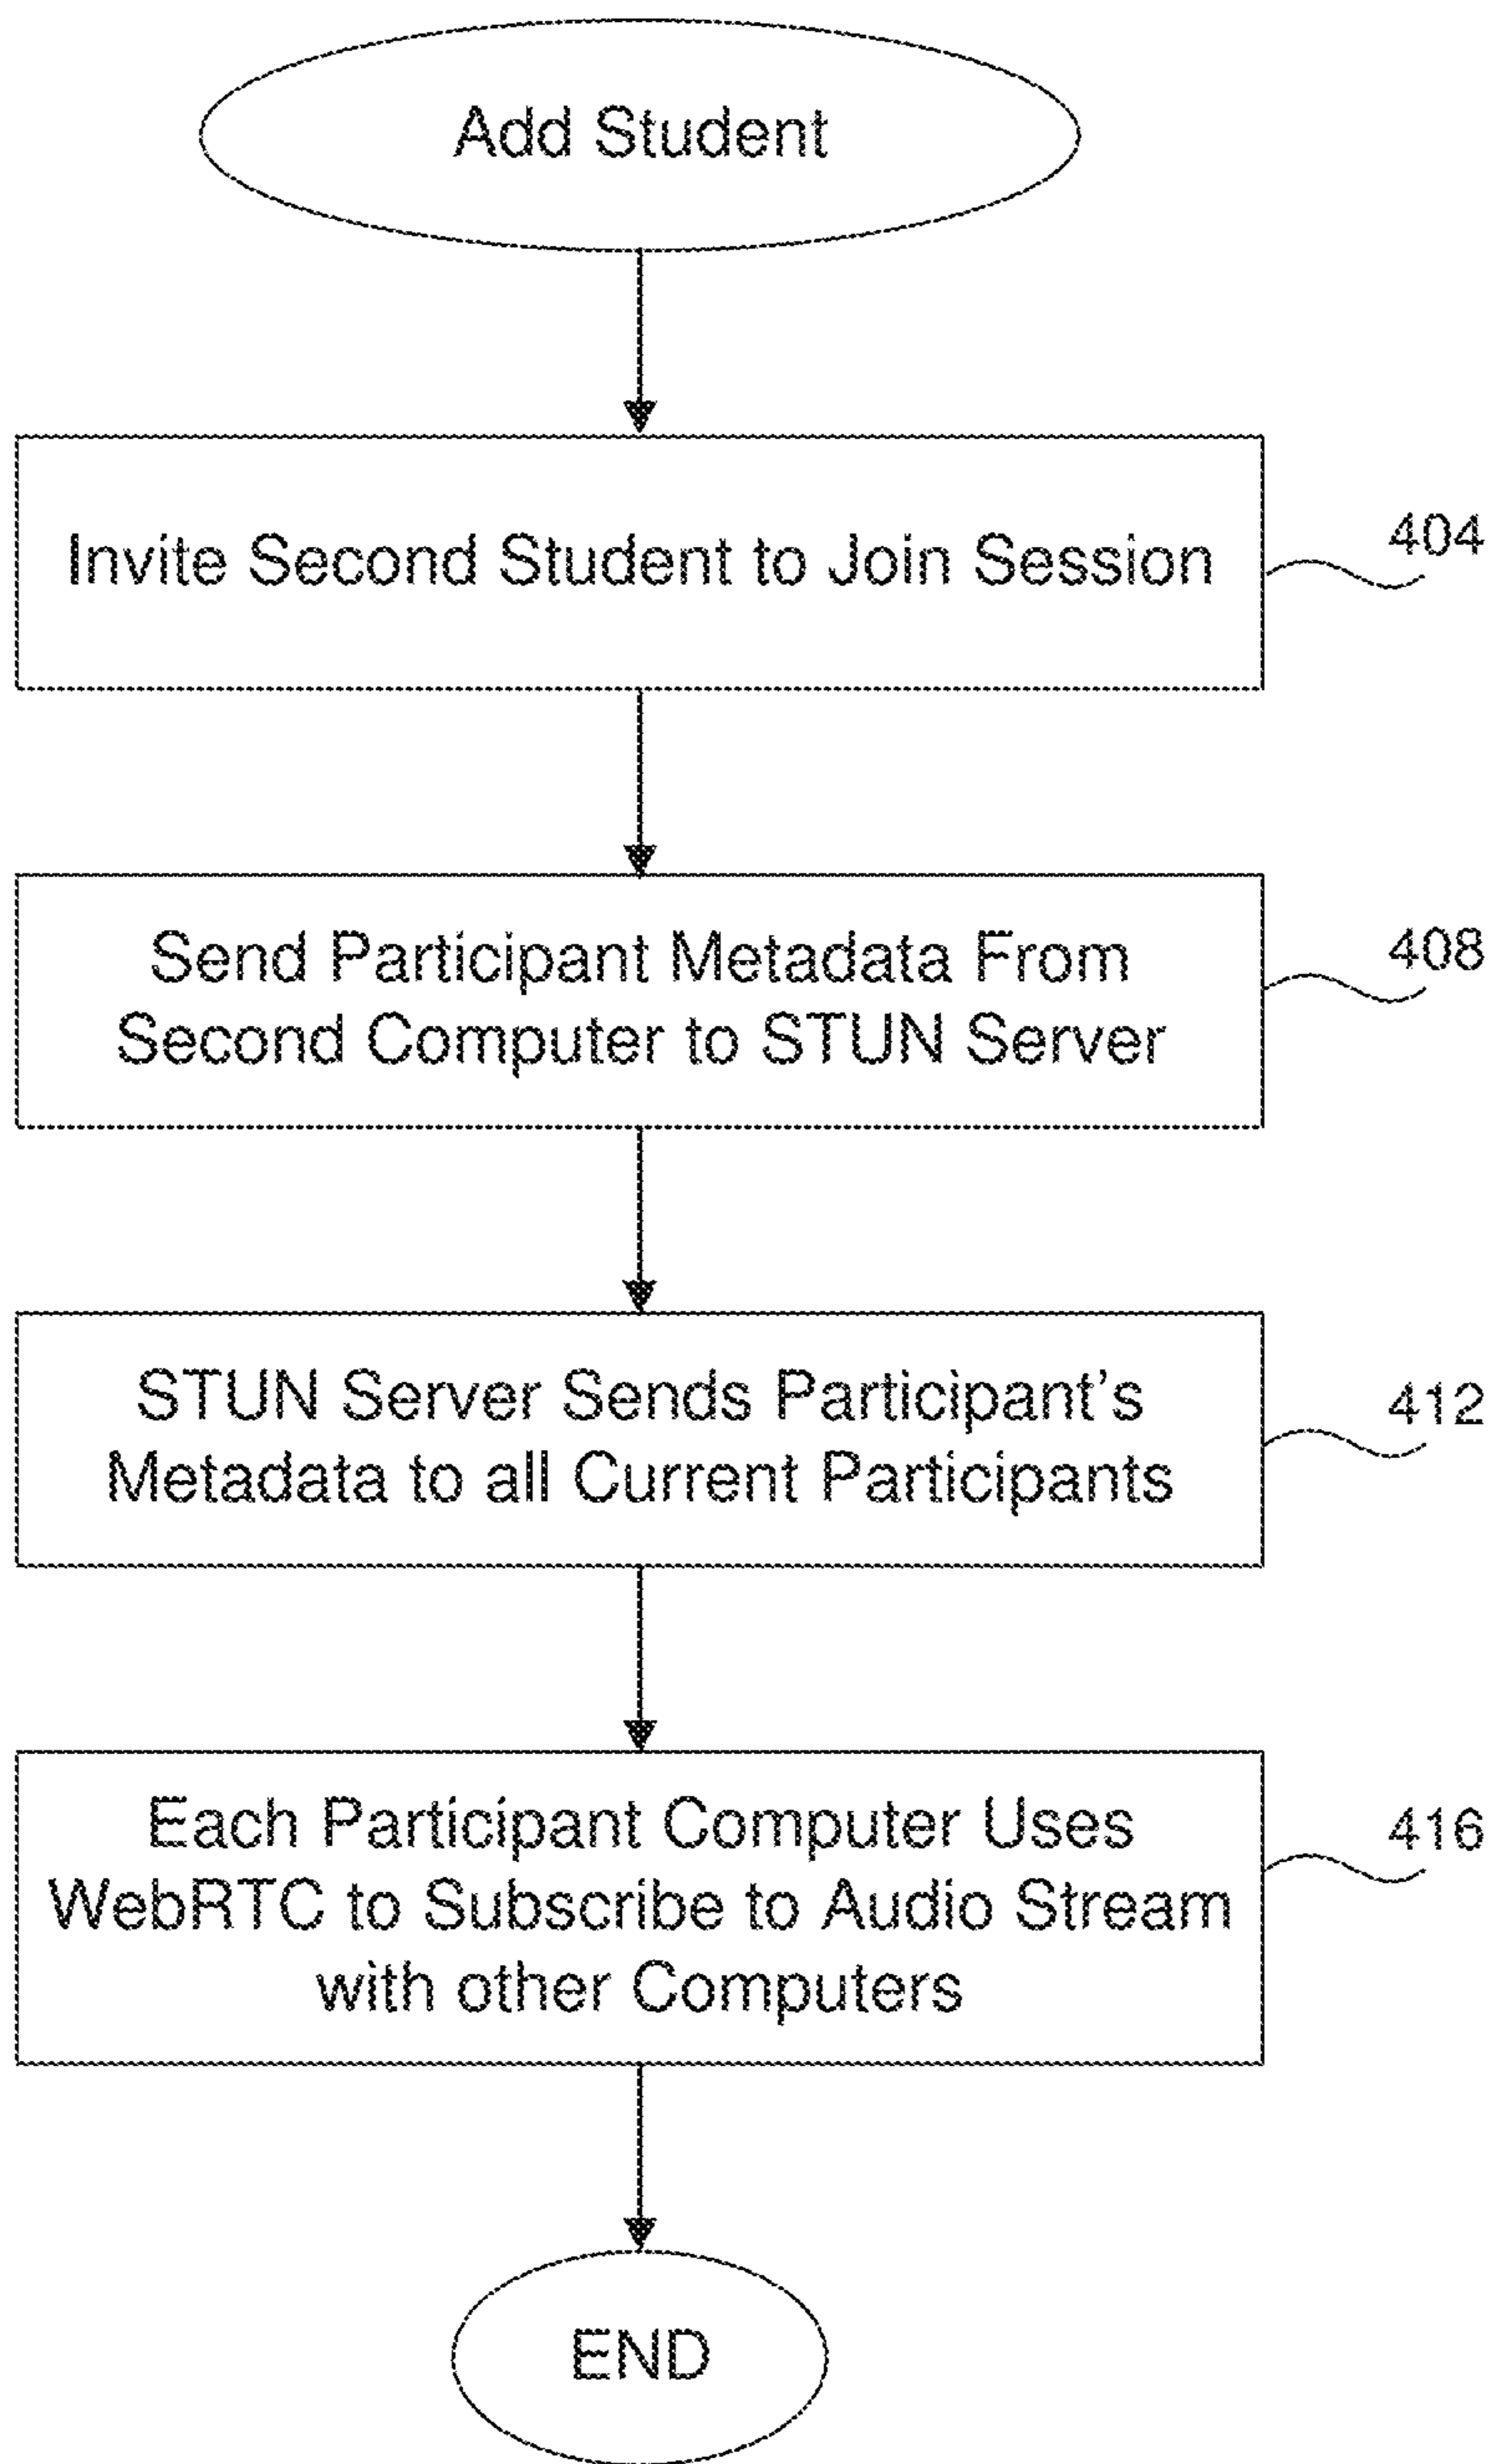 Add Student
Invite Second Student to Join Session
404
Send Participant Metadata From
Second Computer to STUN Server
408
STUN Server Sends Participant's
Metadata to all Current Participants
412
Each Participant Computer Uses
WebRTC to Subscribe to Audio Stream
with other Computers
416
END